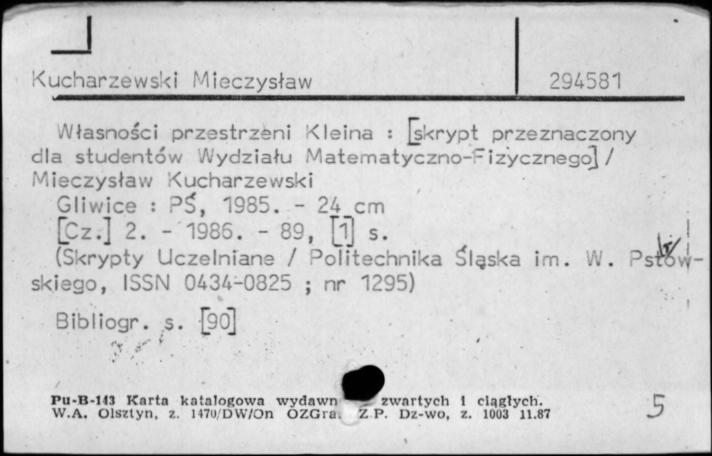 Kucharzewski Mieczysław 294581
Własności przestrzeni Kleina : [skrypt przeznaczony
dla studentów Wydziału Matematyczno-Fizycznego] /
Mieczysław Kucharzewski
Gliwice : PŚ, 1985. - 24 cm
[Cz.] 2. - 1986. - 89, [1] s.
(Skrypty Uczelniane / Politechnika Śląska im. W. Pstrow-
skiego, ISSN 0434-0825 ; nr 1295)
Bibliogr. s. [90]
Pu-B-143 Karta katalogowa wydawn zwartych i ciągłych.
W.A. Olsztyn, z. 1470/DW/On OZGra. Z.P. Dz-wo, z. 1003 11.87
5